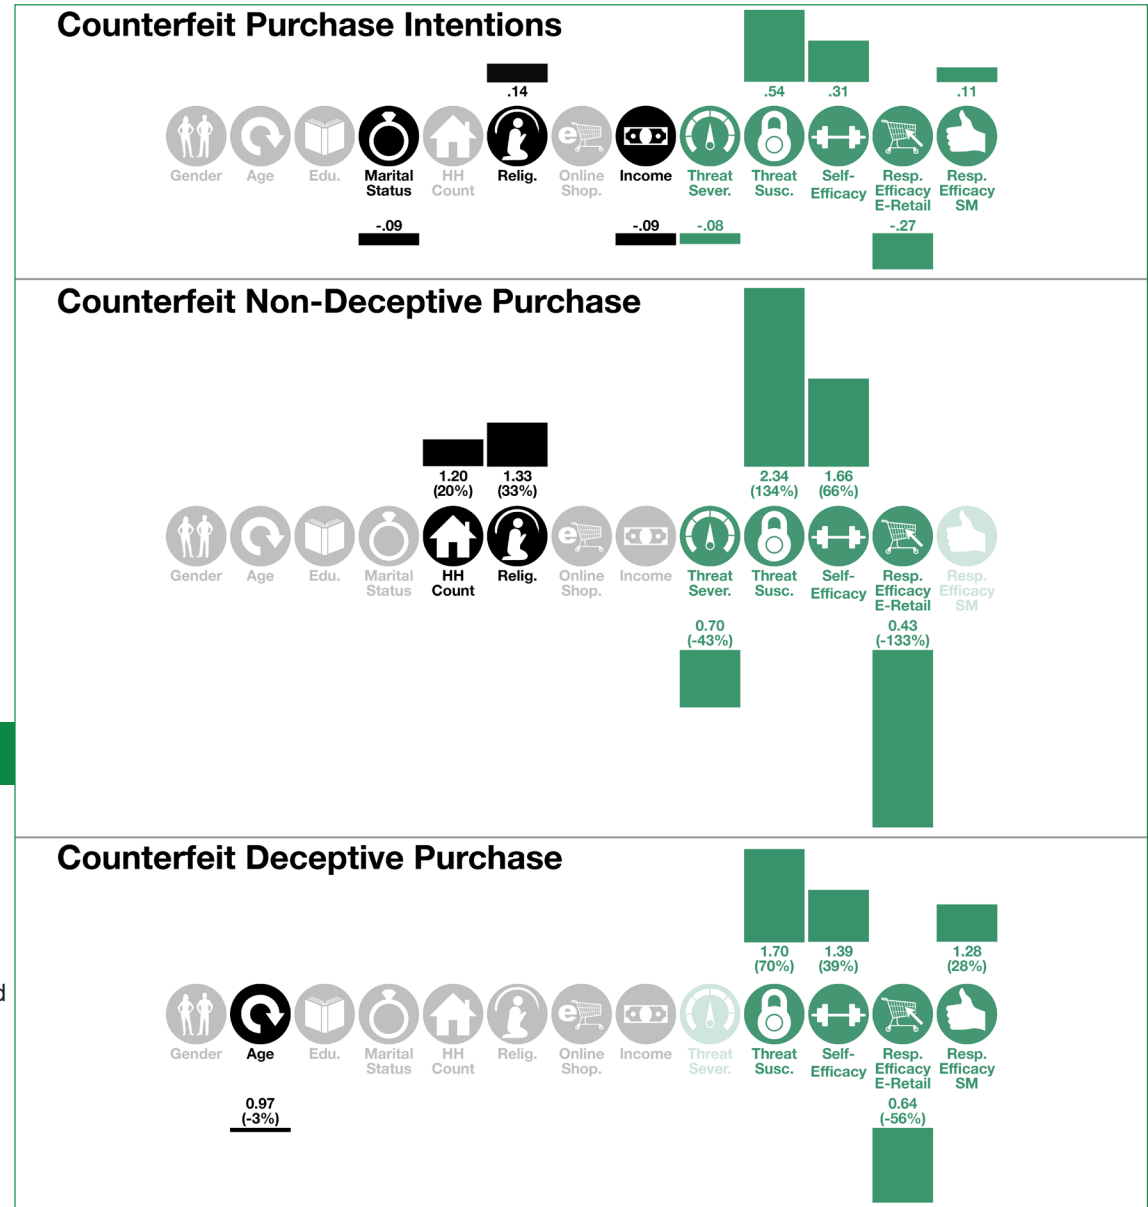 Counterfeit Purchase Intentions
.14
.54
.31
.11
Gender
Age
Edu.
Marital
Status
HH
Count
Relig.
Online
Shop.
Income
Threat
Sever.
Threat
Susc.
Self-
Efficacy
Resp.
Efficacy
E-Retail
Resp.
Efficacy
SM
-.09
-.09
-.08
-.27
Counterfeit Non-Deceptive Purchase
1.20
(20%)
1.33
(33%)
2.34
(134%)
1.66
(66%)
Gender
Age
Edu.
Marital
Status
HH
Count
Relig.
Online
Shop.
Income
Threat
Sever.
Threat
Susc.
Self-
Efficacy
Resp.
Efficacy
E-Retail
Resp.
Efficacy
SM
0.70
(-43%)
0.43
(-133%)
Counterfeit Deceptive Purchase
1.70
(70%)
1.39
(39%)
1.28
(28%)
d
Gender
Age
Edu.
Marital
Status
HH
Count
Relig.
Online
Shop.
Income
Threat
Sever.
Threat
Susc.
Self-
Efficacy
Resp.
Efficacy
E-Retail
Resp.
Efficacy
SM
0.97
(-3%)
0.64
(-56%)